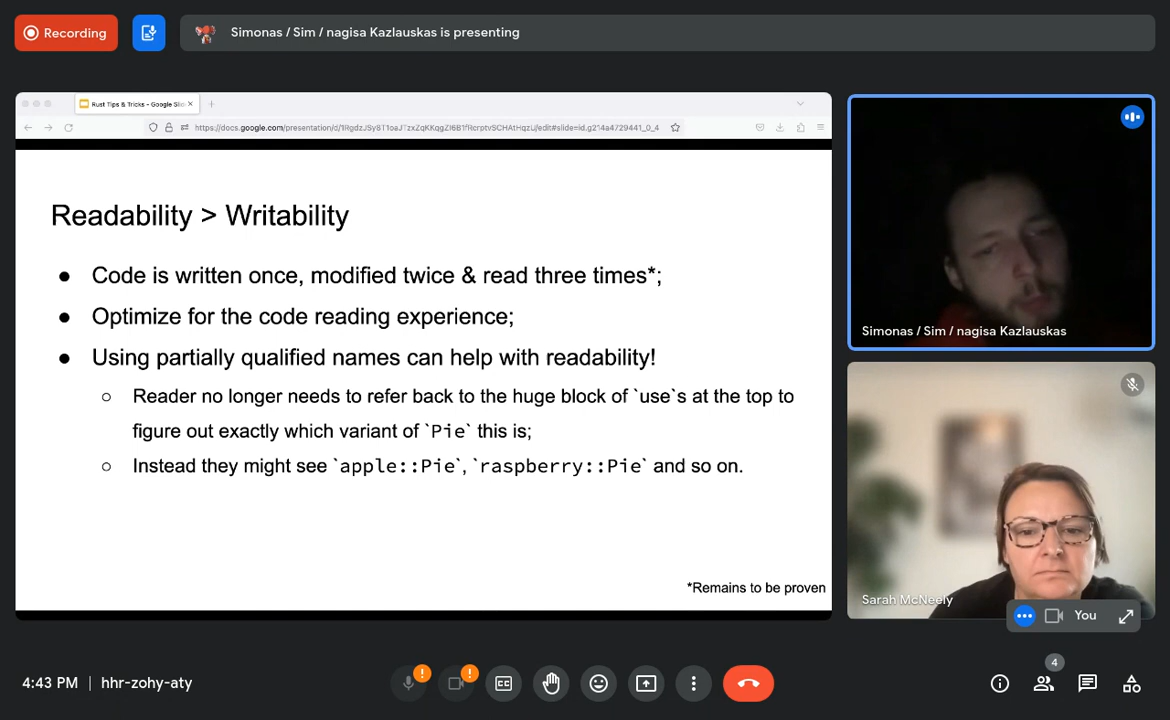 Recording
Simonas / Sim / nagisa Kazlauskas is presenting
Rust Tips & Tricks - Google Sli
Readability > Writability
● Code is written once, modified twice & read three times*;
● Optimize for the code reading experience;
● Using partially qualified names can help with readability!
○ Reader no longer needs to refer back to the huge block of `use`s at the top to
figure out exactly which variant of `Pie` this is;
○ Instead they might see `apple::Pie`, `raspberry::Pie` and so on.
*Remains to be proven
Simonas / Sim / nagisa Kazlauskas
Sarah McNeely
You
4:43 PM | hhr-zohy-aty
4